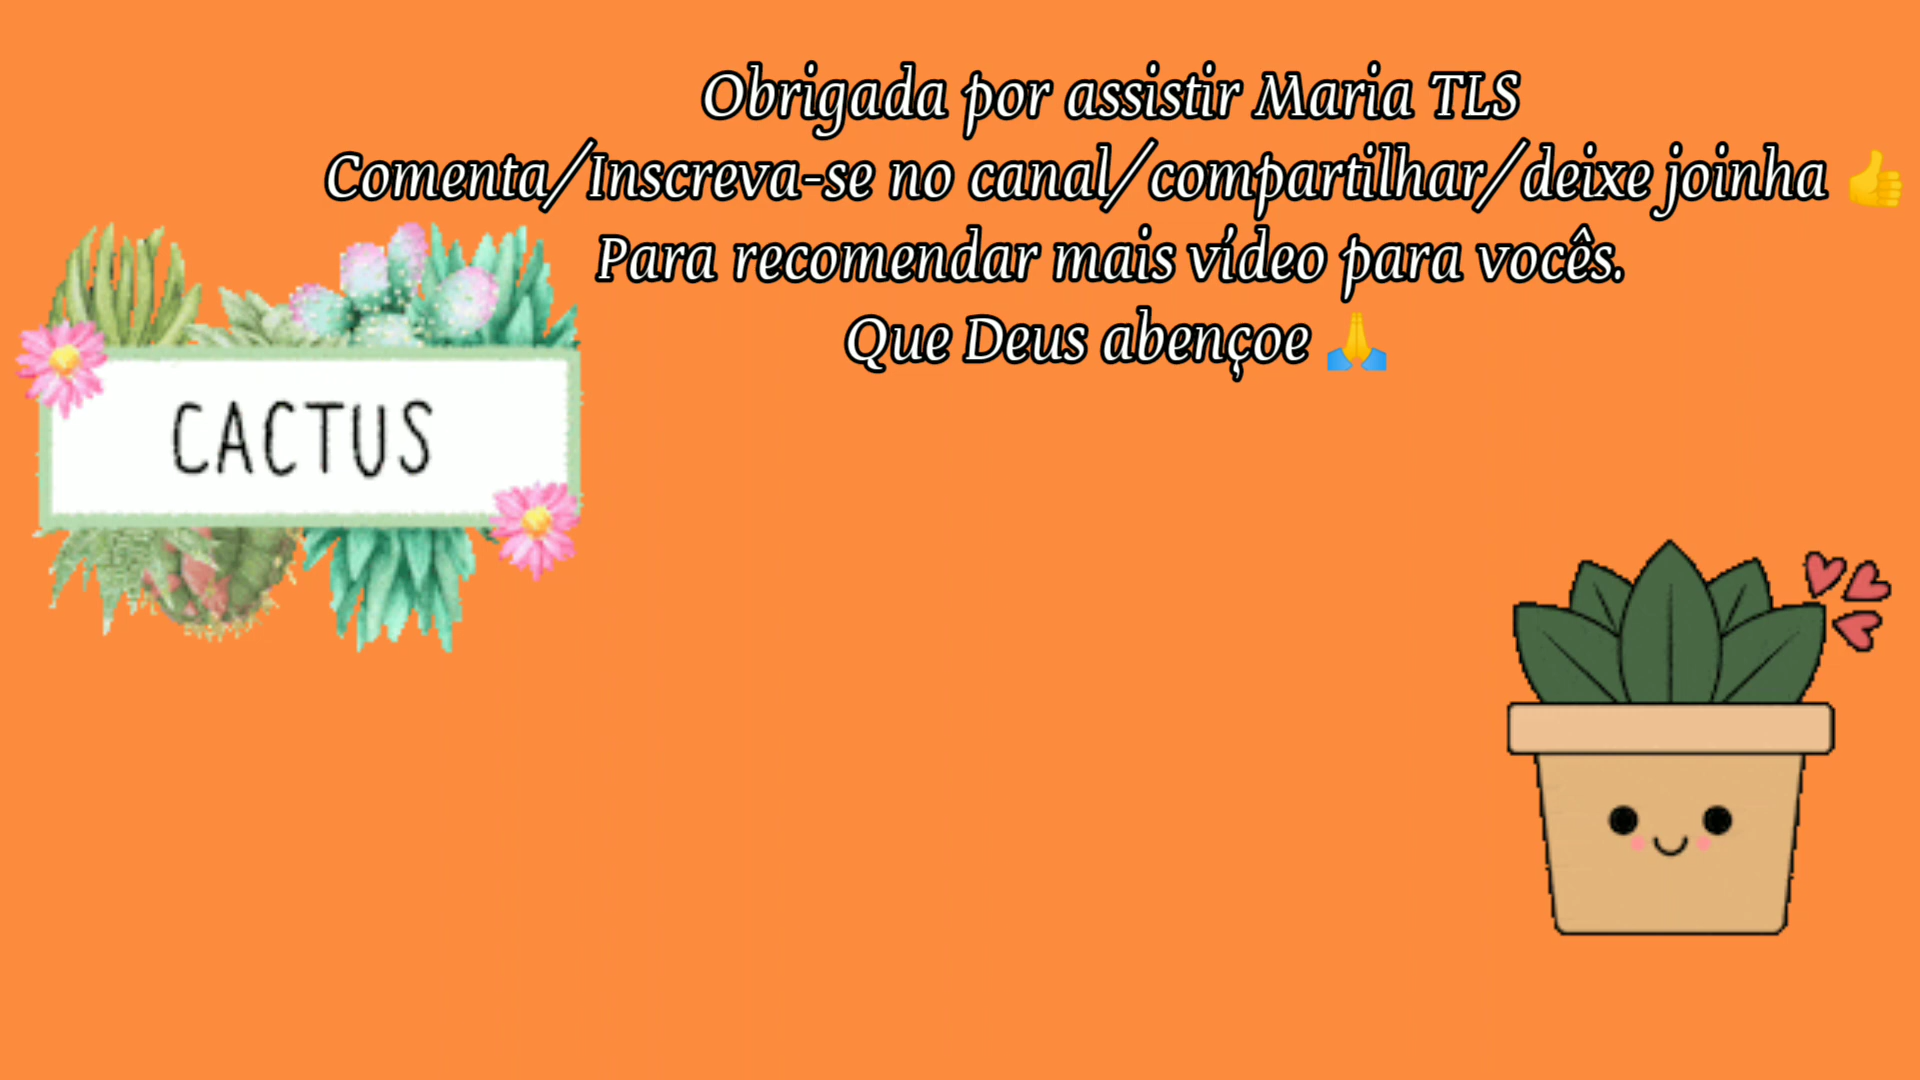 Obrigada por assistir Maria TLS
Comenta/Inscreva-se no canal/compartilhar/deixe joinha 👍
Para recomendar mais vídeo para vocês.
Que Deus abençoe 🙏
CACTUS